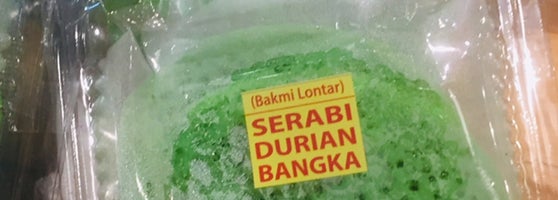 (Bakmi Lontar)
SERABI
DURIAN
BANGKA